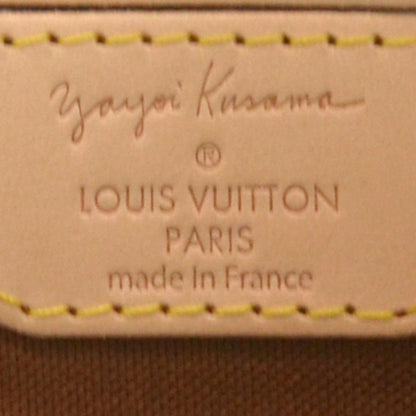 Yayoi Kusama
®
LOUIS VUITTON
PARIS
made In France